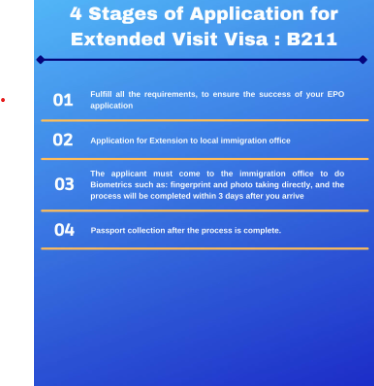 4 Stages of Application for
Extended Visit Visa : B211
01
Fulfill all the requirements, to ensure the success of your EPO
application
02
Application for Extension to local immigration office
03
The applicant must come to the immigration office to do
Biometrics such as: fingerprint and photo taking directly, and the
process will be completed within 3 days after you arrive
04
Passport collection after the process is complete.